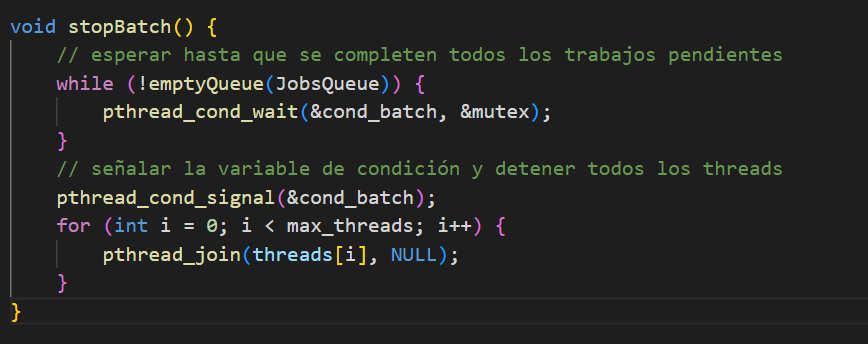 void stopBatch() {
    // esperar hasta que se completen todos los trabajos pendientes
    while (!emptyQueue(JobsQueue)) {
        pthread_cond_wait(&cond_batch, &mutex);
    }
    // señalar la variable de condición y detener todos los threads
    pthread_cond_signal(&cond_batch);
    for (int i = 0; i < max_threads; i++) {
        pthread_join(threads[i], NULL);
    }
}